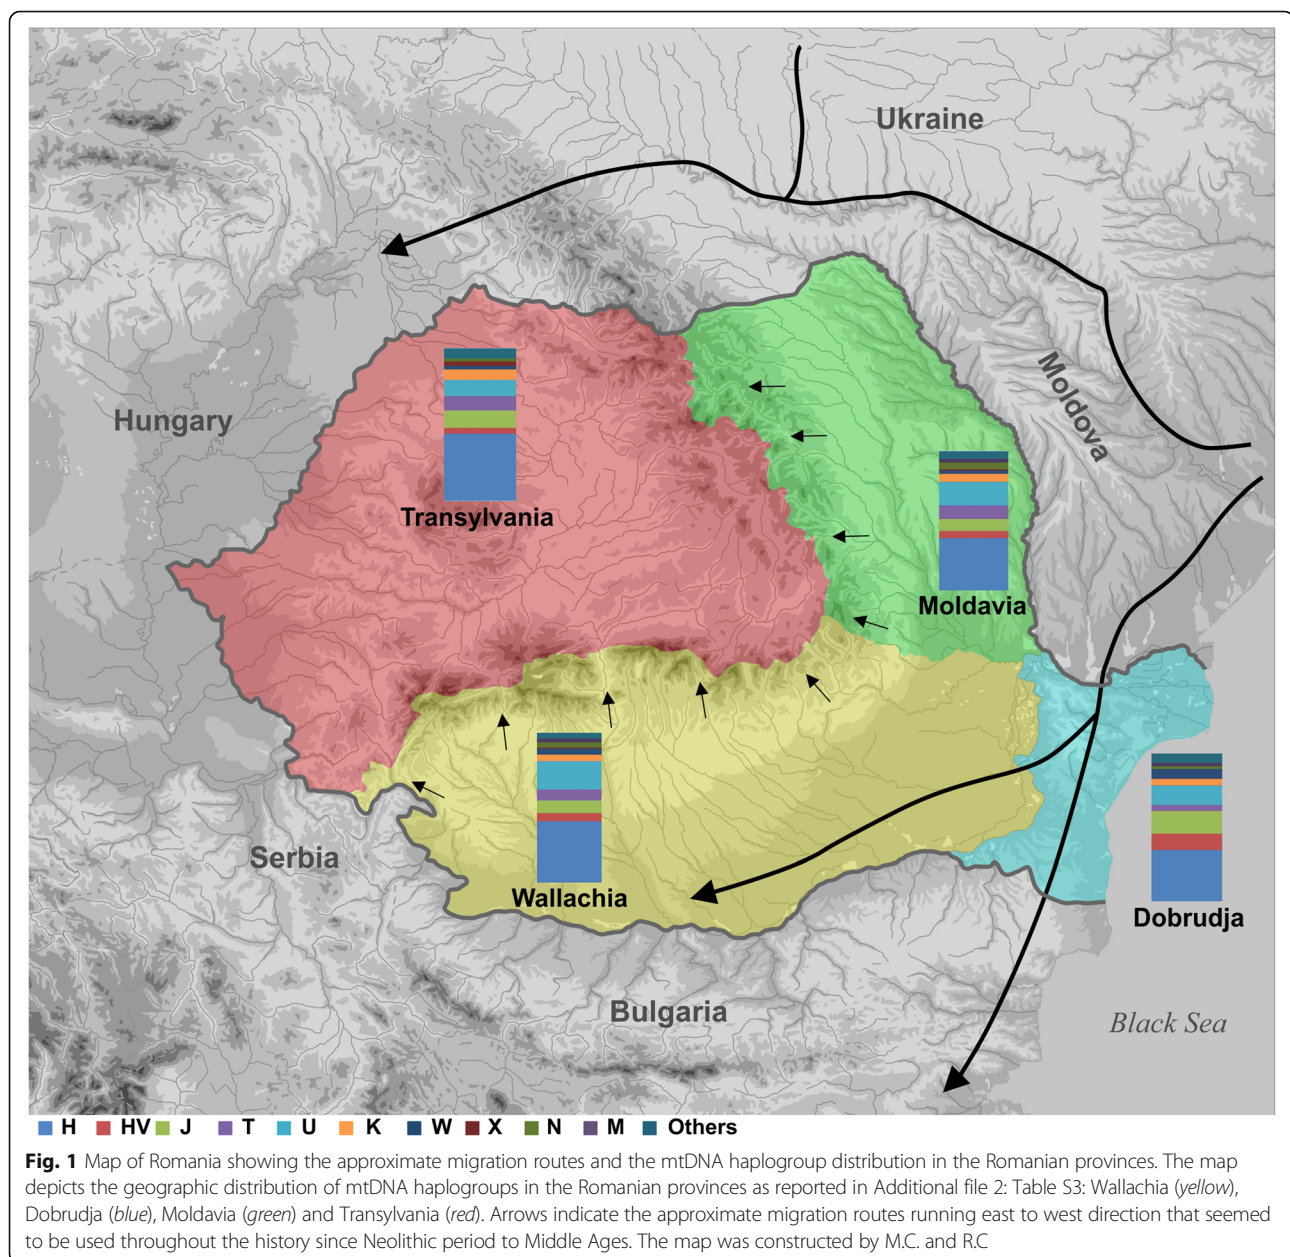 Ukraine
Moldova
Hungary
Transylvania
Moldavia
Serbia
Wallachia
Dobrudja
Bulgaria
Black Sea
H HV J T U K W X N M Others
Fig. 1 Map of Romania showing the approximate migration routes and the mtDNA haplogroup distribution in the Romanian provinces. The map
depicts the geographic distribution of mtDNA haplogroups in the Romanian provinces as reported in Additional file 2: Table S3: Wallachia (yellow),
Dobrudja (blue), Moldavia (green) and Transylvania (red). Arrows indicate the approximate migration routes running east to west direction that seemed
to be used throughout the history since Neolithic period to Middle Ages. The map was constructed by M.C. and R.C